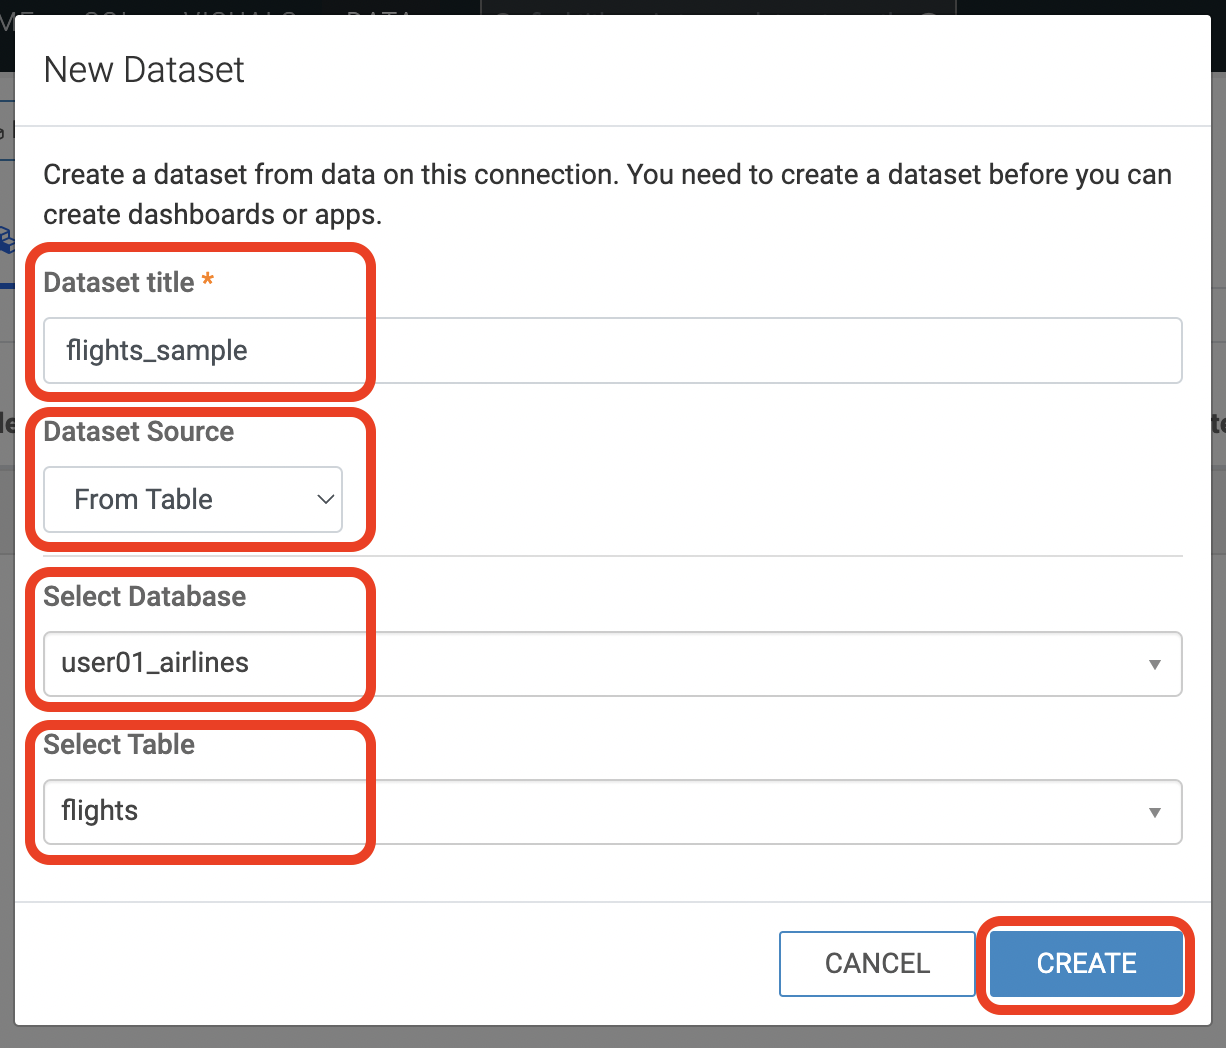 DATA
New Dataset
Create a dataset from data on this connection. You need to create a dataset before you can
create dashboards or apps.
Dataset title *
flights_sample
Dataset Source
From Table
Select Database
user01_airlines
Select Table
flights
CANCEL
CREATE